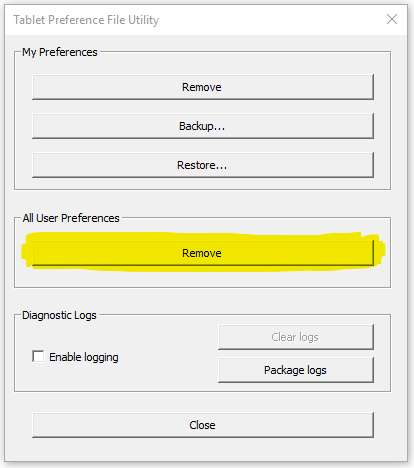 Tablet Preference File Utility
My Preferences
Remove
Backup...
Restore...
All User Preferences
Remove
Diagnostic Logs
Clear logs
Enable logging
Package logs
Close